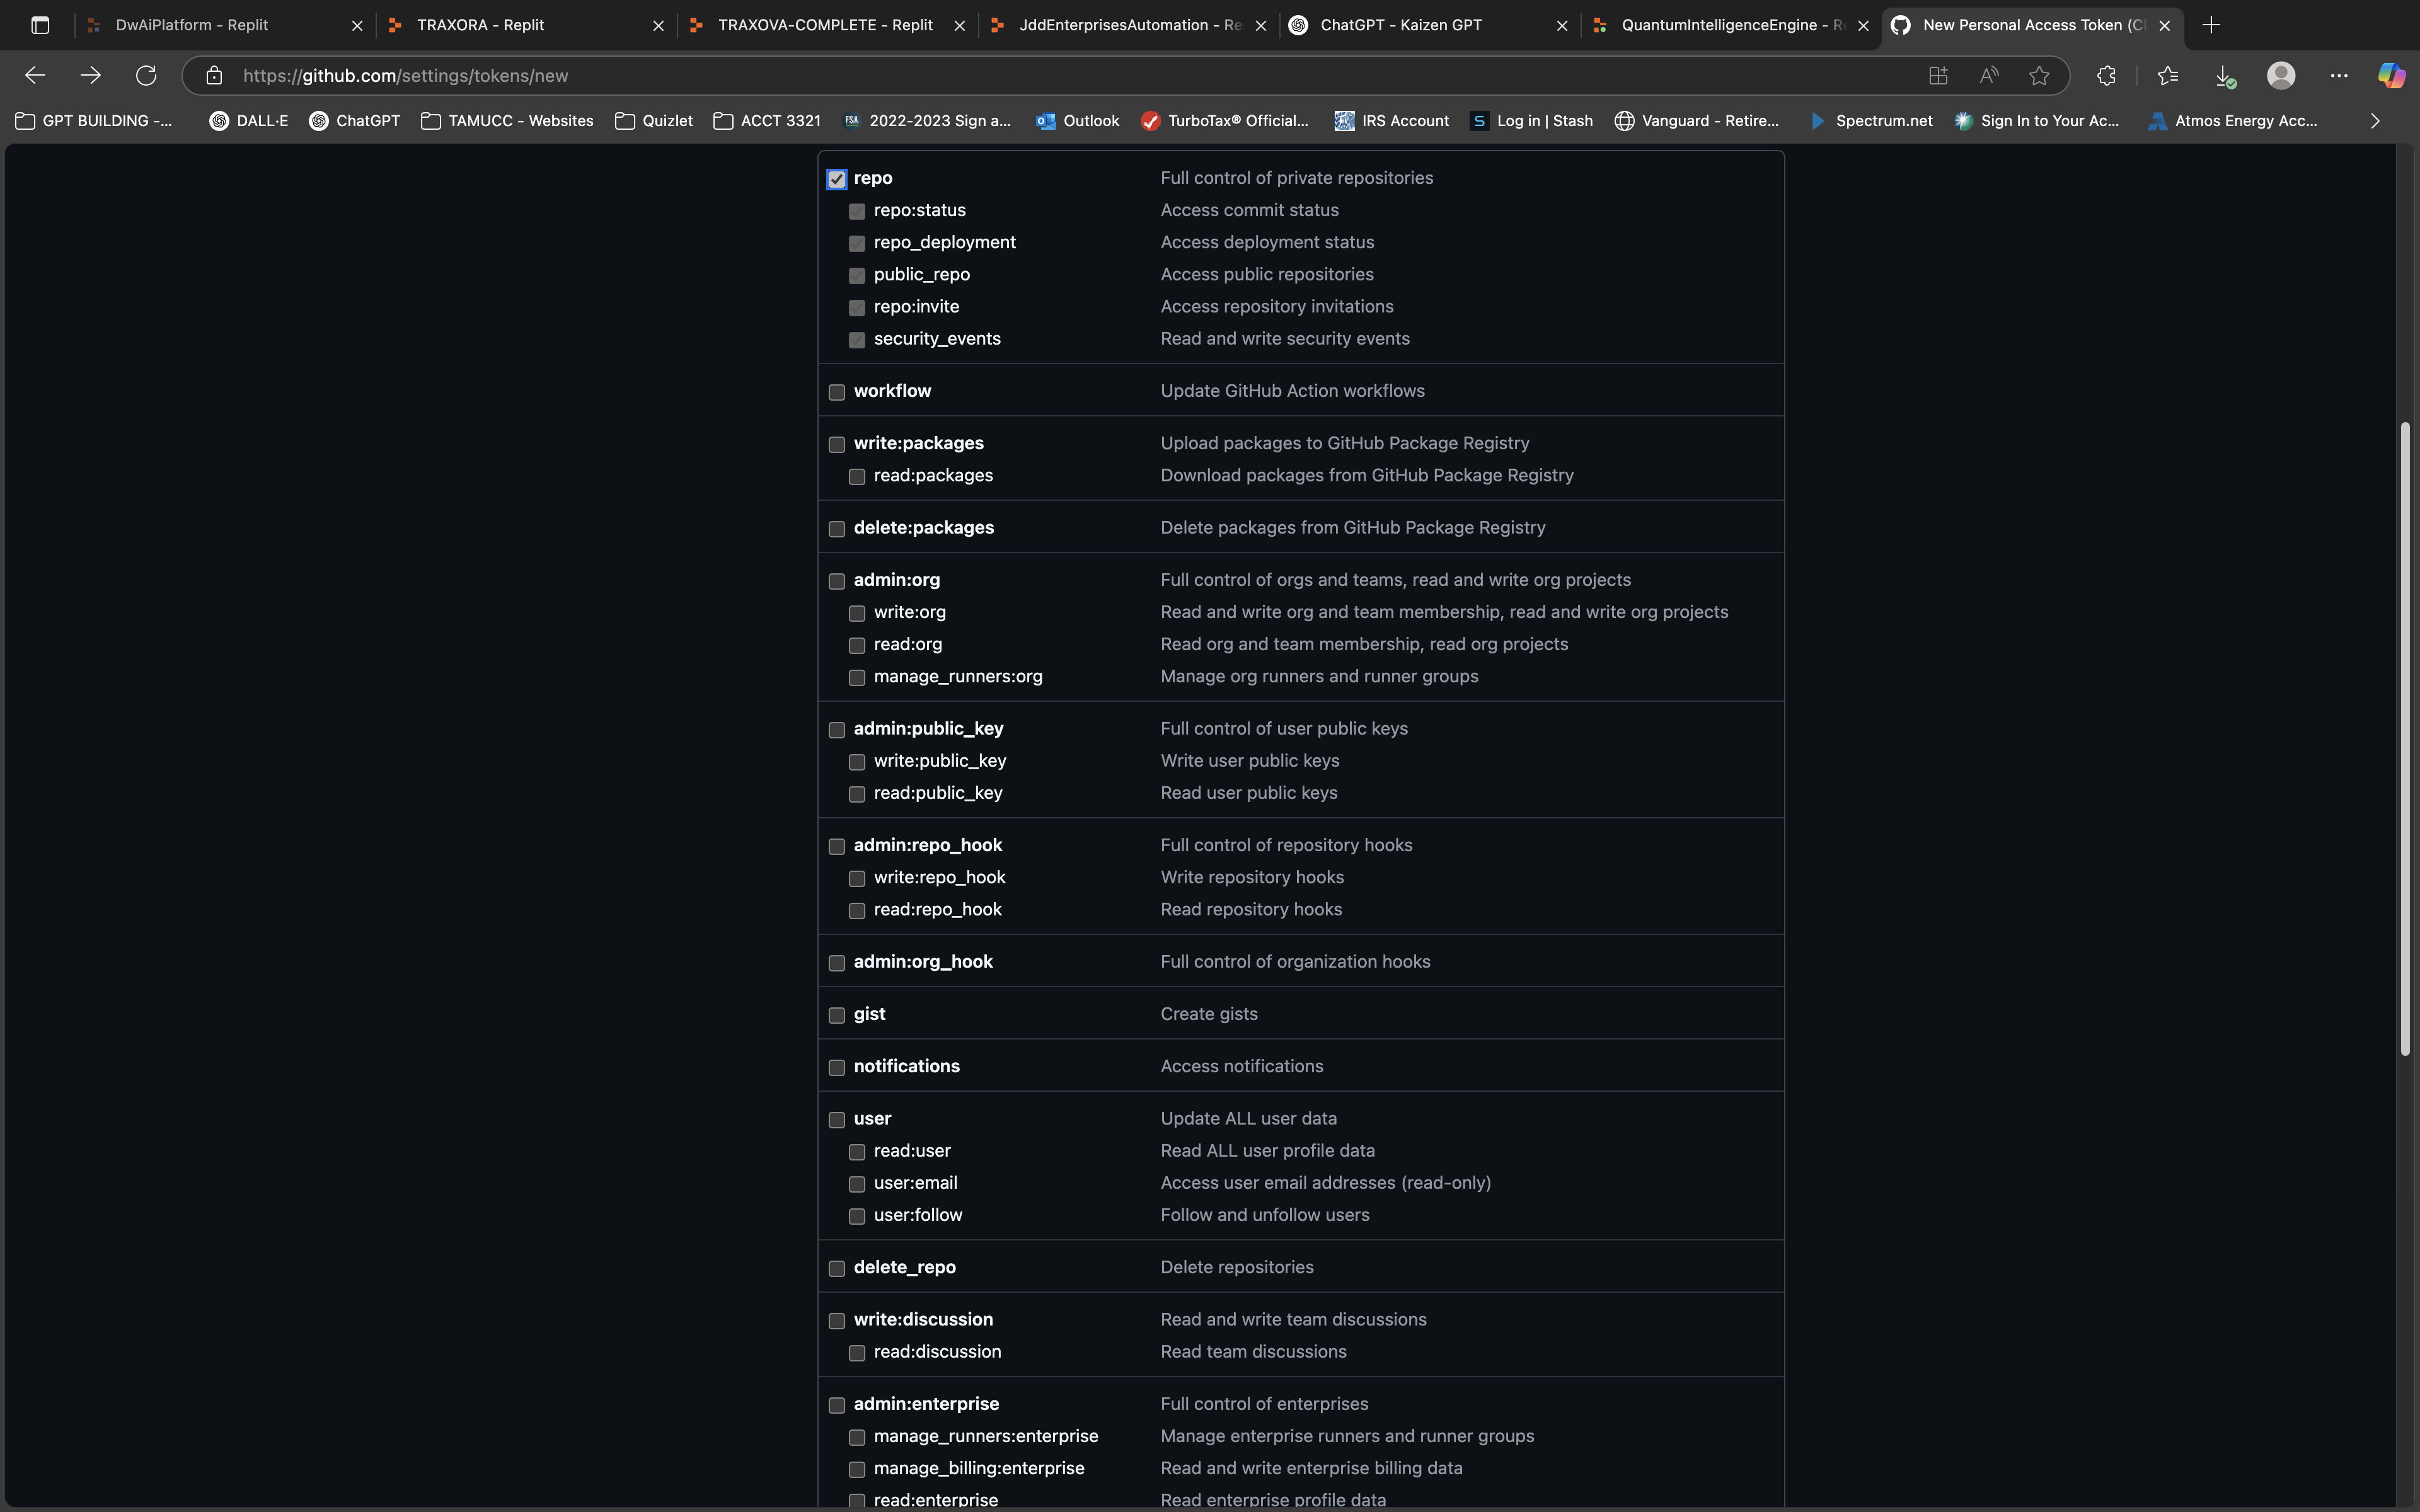 DwAiPlatform - Replit
TRAXORA - Replit
TRAXOVA-COMPLETE - Replit
JddEnterprisesAutomation - Re
ChatGPT - Kaizen GPT
QuantumIntelligenceEngine - R
New Personal Access Token (Cl
https://github.com/settings/tokens/new
GPT BUILDING -...
DALL·E
ChatGPT
TAMUCC - Websites
Quizlet
ACCT 3321
FSA
2022-2023 Sign a...
Outlook
TurboTax® Official...
IRS Account
S
Log in | Stash
Vanguard - Retire...
Spectrum.net
Sign In to Your Ac...
Atmos Energy Acc...
repo Full control of private repositories
repo:status Access commit status
repo_deployment Access deployment status
public_repo Access public repositories
repo:invite Access repository invitations
security_events Read and write security events
workflow Update GitHub Action workflows
write:packages Upload packages to GitHub Package Registry
read:packages Download packages from GitHub Package Registry
delete:packages Delete packages from GitHub Package Registry
admin:org Full control of orgs and teams, read and write org projects
write:org Read and write org and team membership, read and write org projects
read:org Read org and team membership, read org projects
manage_runners:org Manage org runners and runner groups
admin:public_key Full control of user public keys
write:public_key Write user public keys
read:public_key Read user public keys
admin:repo_hook Full control of repository hooks
write:repo_hook Write repository hooks
read:repo_hook Read repository hooks
admin:org_hook Full control of organization hooks
gist Create gists
notifications Access notifications
user Update ALL user data
read:user Read ALL user profile data
user:email Access user email addresses (read-only)
user:follow Follow and unfollow users
delete_repo Delete repositories
write:discussion Read and write team discussions
read:discussion Read team discussions
admin:enterprise Full control of enterprises
manage_runners:enterprise Manage enterprise runners and runner groups
manage_billing:enterprise Read and write enterprise billing data
read:enterprise Read enterprise profile data